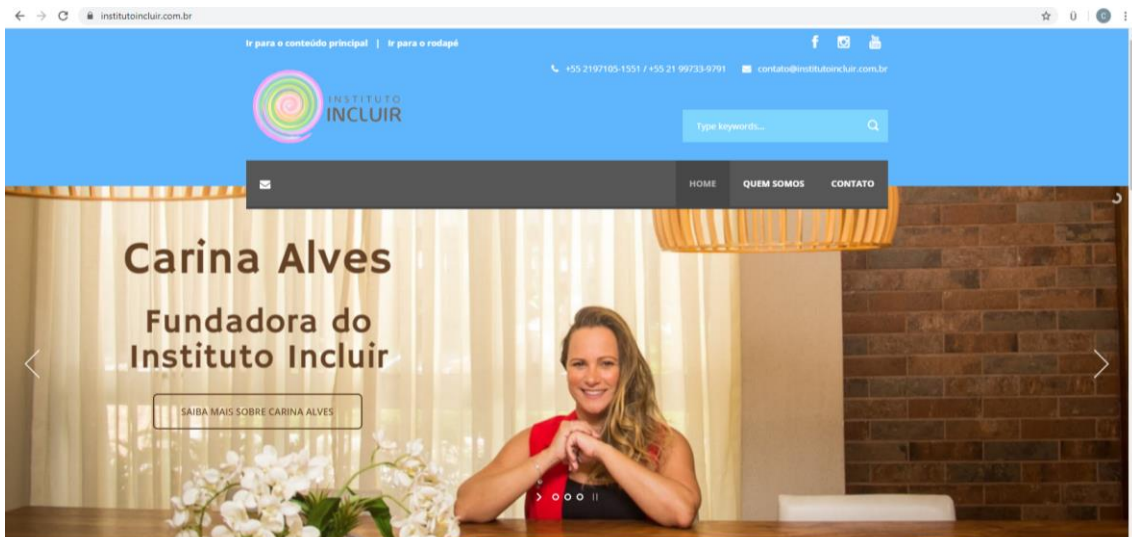 institutoincluir.com.br
Ir para o conteúdo principal | Ir para o rodapé
+55 2197105-1551 / +55 21 99733-9791 contato@institutoincluir.com.br
INSTITUTO
INCLUIR
Type keywords...
HOME QUEM SOMOS CONTATO
Carina Alves
Fundadora do
Instituto Incluir
SAIBA MAIS SOBRE CARINA ALVES